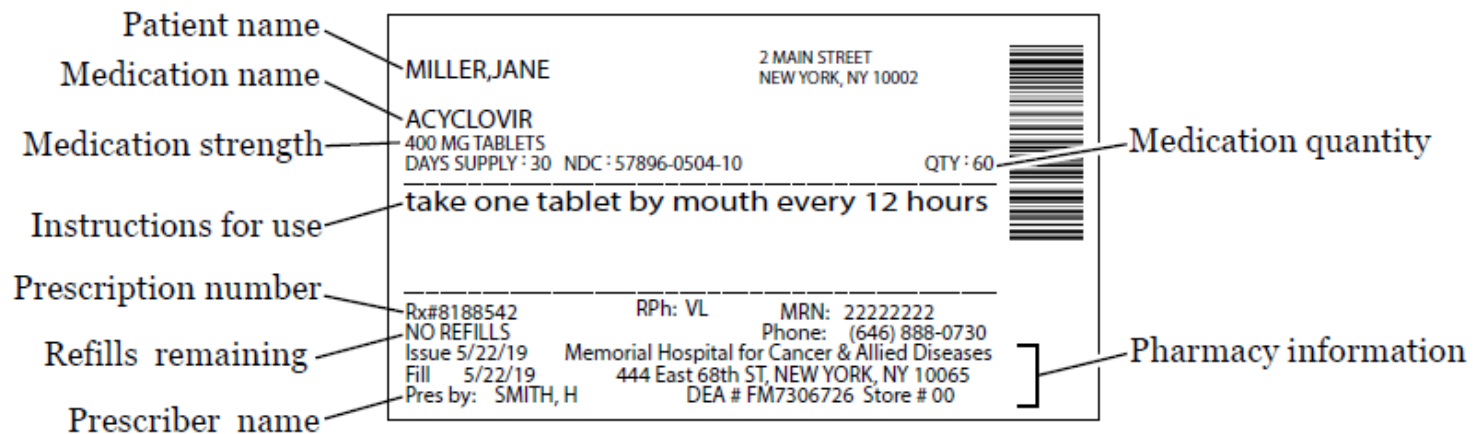 Patient name
Medication name
Medication strength
Instructions for use
Prescription number
Refills remaining
Prescriber name
MILLER,JANE 2 MAIN STREET
NEW YORK, NY 10002
ACYCLOVIR
400 MG TABLETS
DAYS SUPPLY : 30 NDC : 57896-0504-10 QTY : 60
take one tablet by mouth every 12 hours
Rx#8188542 RPh: VL MRN: 22222222
NO REFILLS Phone: (646) 888-0730
Issue 5/22/19 Memorial Hospital for Cancer & Allied Diseases
Fill 5/22/19 444 East 68th ST, NEW YORK, NY 10065
Pres by: SMITH, H DEA # FM7306726 Store # 00
Medication quantity
Pharmacy information